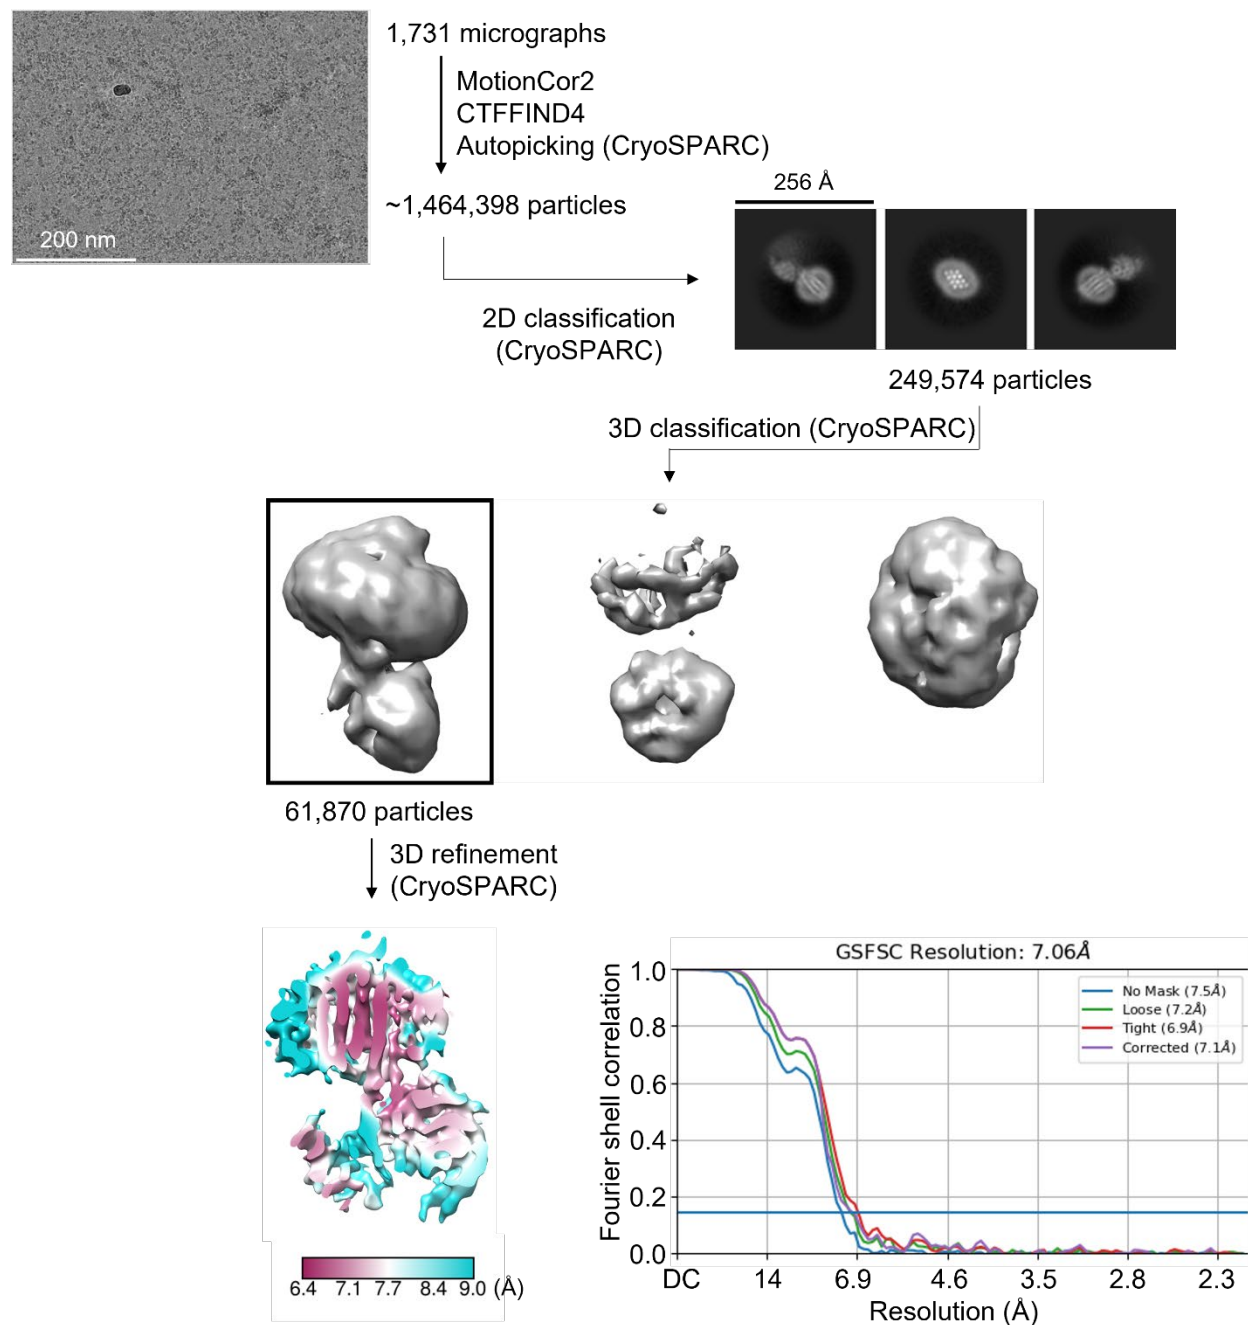 1,731 micrographs
MotionCor2
CTFFIND4
Autopicking (CryoSPARC)
~1,464,398 particles
200 nm
256 Å
2D classification
(CryoSPARC)
249,574 particles
3D classification (CryoSPARC)
61,870 particles
3D refinement
(CryoSPARC)
6.4 7.1 7.7 8.4 9.0 (Å)
GSFSC Resolution: 7.06Å
No Mask (7.5Å)
Loose (7.2Å)
Tight (6.9Å)
Corrected (7.1Å)
Fourier shell correlation
1.0
0.8
0.6
0.4
0.2
0.0
DC 14 6.9 4.6 3.5 2.8 2.3
Resolution (Å)